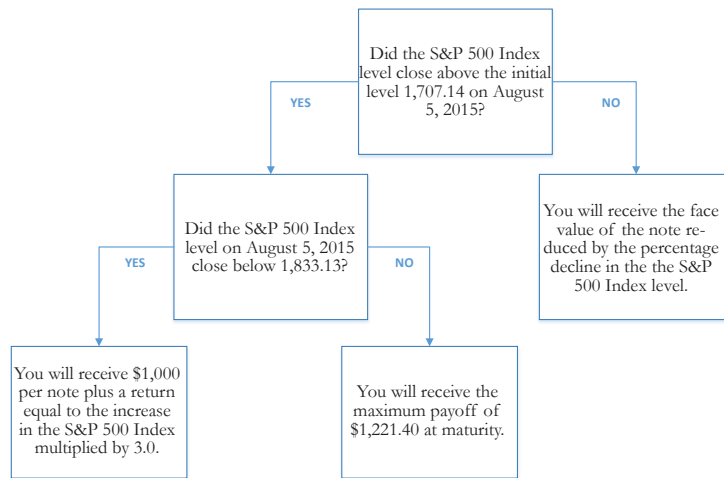 Did the S&P 500 Index
level close above the initial
level 1,707.14 on August
5, 2015?
YES
NO
Did the S&P 500 Index
level on August 5, 2015
close below 1,833.13?
You will receive the face
value of the note re-
duced by the percentage
decline in the the S&P
500 Index level.
YES
NO
You will receive $1,000
per note plus a return
equal to the increase
in the S&P 500 Index
multiplied by 3.0.
You will receive the
maximum payoff of
$1,221.40 at maturity.